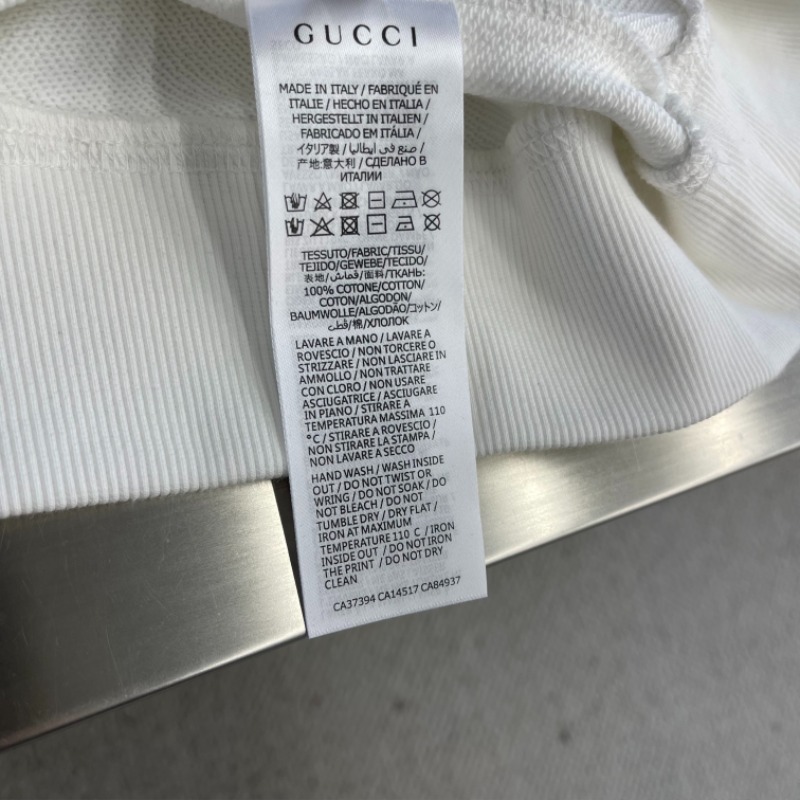 GUCCI
MADE IN ITALY / FABRIQUÉ EN
ITALIE / HECHO EN ITALIA /
HERGESTELLT IN ITALIEN /
FABRICADO EM ITÁLIA /
イタリア製 / صنع في ايطاليا /
产地:意大利 / СДЕЛАНО В
ИТАЛИИ
TESSUTO/FABRIC/TISSU/
TEJIDO/GEWEBE/TECIDO/
表地/قماش/面料/ТКАНЬ:
100% COTONE/COTTON/
COTON/ALGODON/
BAUMWOLLE/ALGODÃO/コットン/
قطن/棉/ХЛОПОК
LAVARE A MANO / LAVARE A
ROVESCIO / NON TORCERE O
STRIZZARE / NON LASCIARE IN
AMMOLLO / NON TRATTARE
CON CLORO / NON USARE
ASCIUGATRICE / ASCIUGARE
IN PIANO / STIRARE A
TEMPERATURA MASSIMA 110
°C / STIRARE A ROVESCIO /
NON STIRARE LA STAMPA /
NON LAVARE A SECCO
HAND WASH / WASH INSIDE
OUT / DO NOT TWIST OR
WRING / DO NOT SOAK / DO
NOT BLEACH / DO NOT
TUMBLE DRY / DRY FLAT /
IRON AT MAXIMUM
TEMPERATURE 110 C / IRON
INSIDE OUT / DO NOT IRON
THE PRINT / DO NOT DRY
CLEAN
CA37394 CA14517 CA84937